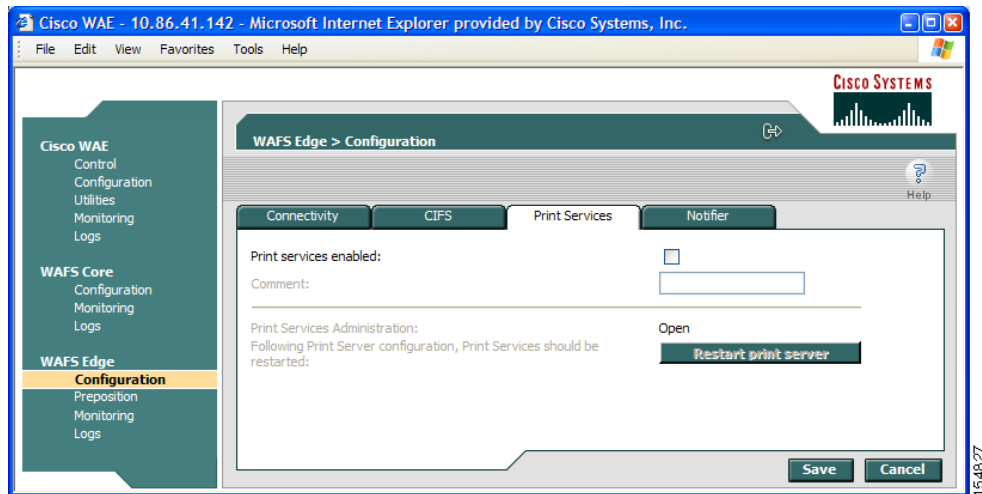 Cisco WAE - 10.86.41.142 - Microsoft Internet Explorer provided by Cisco Systems, Inc.
File Edit View Favorites Tools Help
CISCO SYSTEMS
Cisco WAE
Control
Configuration
Utilities
Monitoring
Logs
WAFS Core
Configuration
Monitoring
Logs
WAFS Edge
Configuration
Preposition
Monitoring
Logs
WAFS Edge > Configuration
Help
Connectivity CIFS Print Services Notifier
Print services enabled:
Comment:
Print Services Administration: Open
Following Print Server configuration, Print Services should be
restarted:
Restart print server
Save Cancel
154827